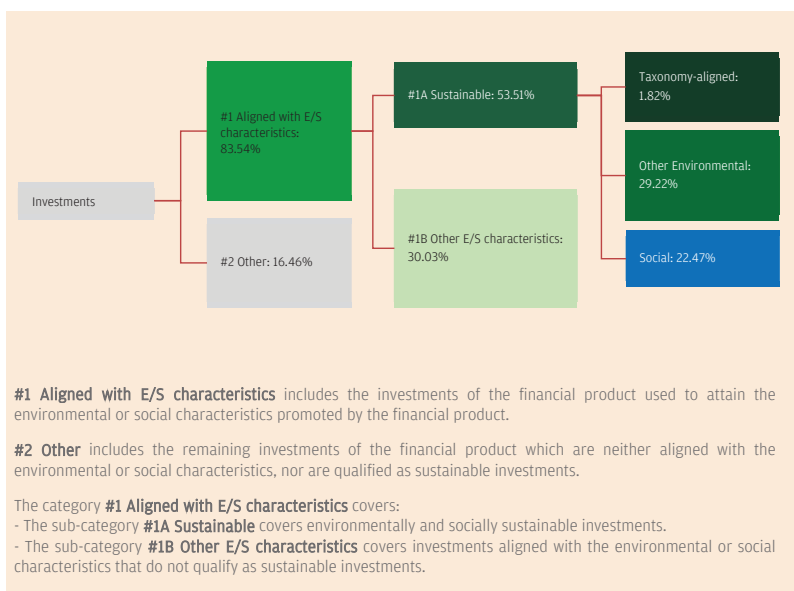 Investments
#1 Aligned with E/S
characteristics:
83.54%
#2 Other: 16.46%
#1A Sustainable: 53.51%
#1B Other E/S characteristics:
30.03%
Taxonomy-aligned:
1.82%
Other Environmental:
29.22%
Social: 22.47%
#1 Aligned with E/S characteristics includes the investments of the financial product used to attain the
environmental or social characteristics promoted by the financial product.
#2 Other includes the remaining investments of the financial product which are neither aligned with the
environmental or social characteristics, nor are qualified as sustainable investments.
The category #1 Aligned with E/S characteristics covers:
- The sub-category #1A Sustainable covers environmentally and socially sustainable investments.
- The sub-category #1B Other E/S characteristics covers investments aligned with the environmental or social
characteristics that do not qualify as sustainable investments.